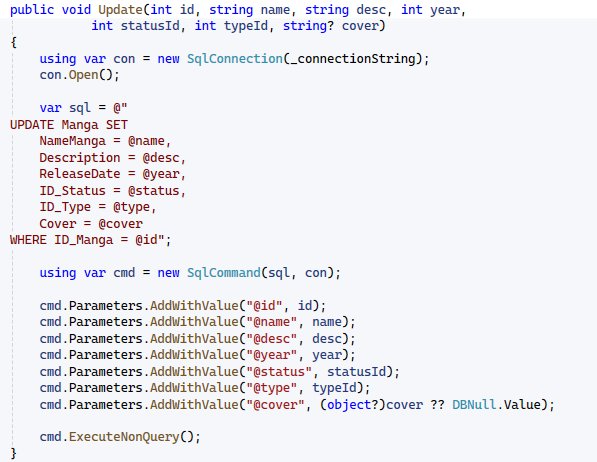 public void Update(int id, string name, string desc, int year,
           int statusId, int typeId, string? cover)
{
    using var con = new SqlConnection(_connectionString);
    con.Open();

    var sql = @"
UPDATE Manga SET
    NameManga = @name,
    Description = @desc,
    ReleaseDate = @year,
    ID_Status = @status,
    ID_Type = @type,
    Cover = @cover
WHERE ID_Manga = @id";

    using var cmd = new SqlCommand(sql, con);

    cmd.Parameters.AddWithValue("@id", id);
    cmd.Parameters.AddWithValue("@name", name);
    cmd.Parameters.AddWithValue("@desc", desc);
    cmd.Parameters.AddWithValue("@year", year);
    cmd.Parameters.AddWithValue("@status", statusId);
    cmd.Parameters.AddWithValue("@type", typeId);
    cmd.Parameters.AddWithValue("@cover", (object?)cover ?? DBNull.Value);

    cmd.ExecuteNonQuery();
}